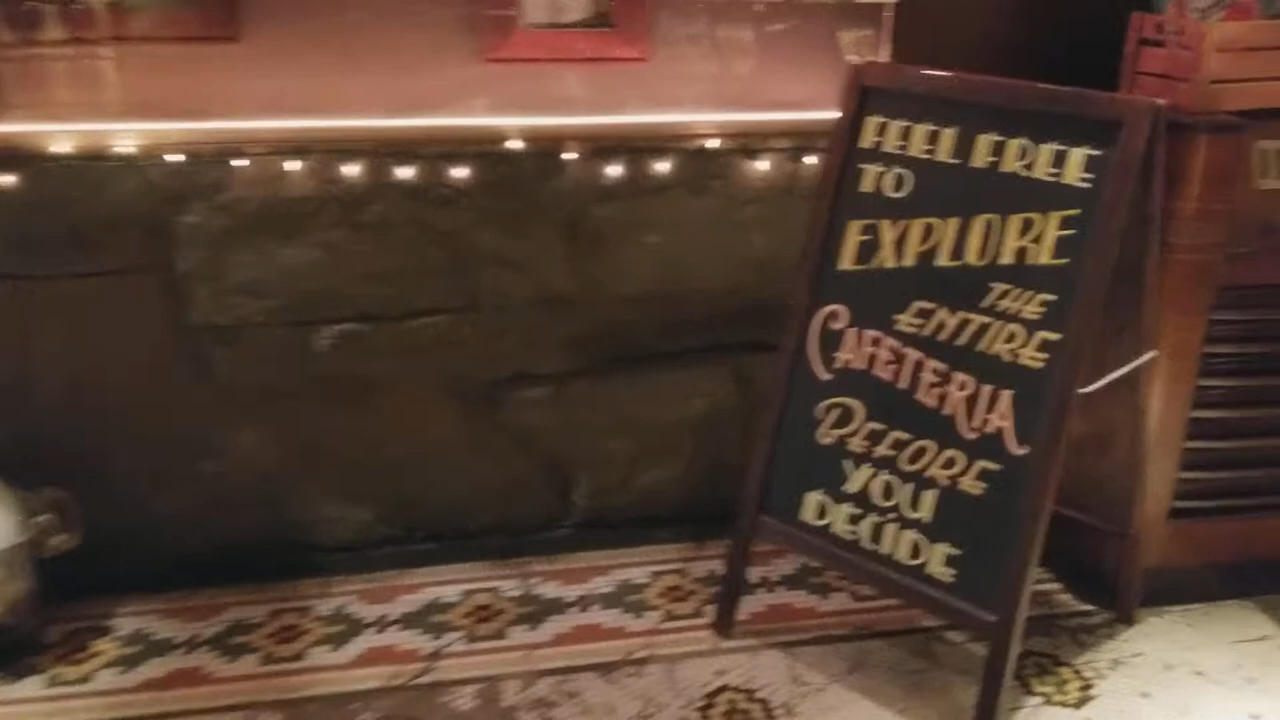 FEEL FREE
TO
EXPLORE
THE
ENTIRE
CAFETERIA
BEFORE
YOU
DECIDE